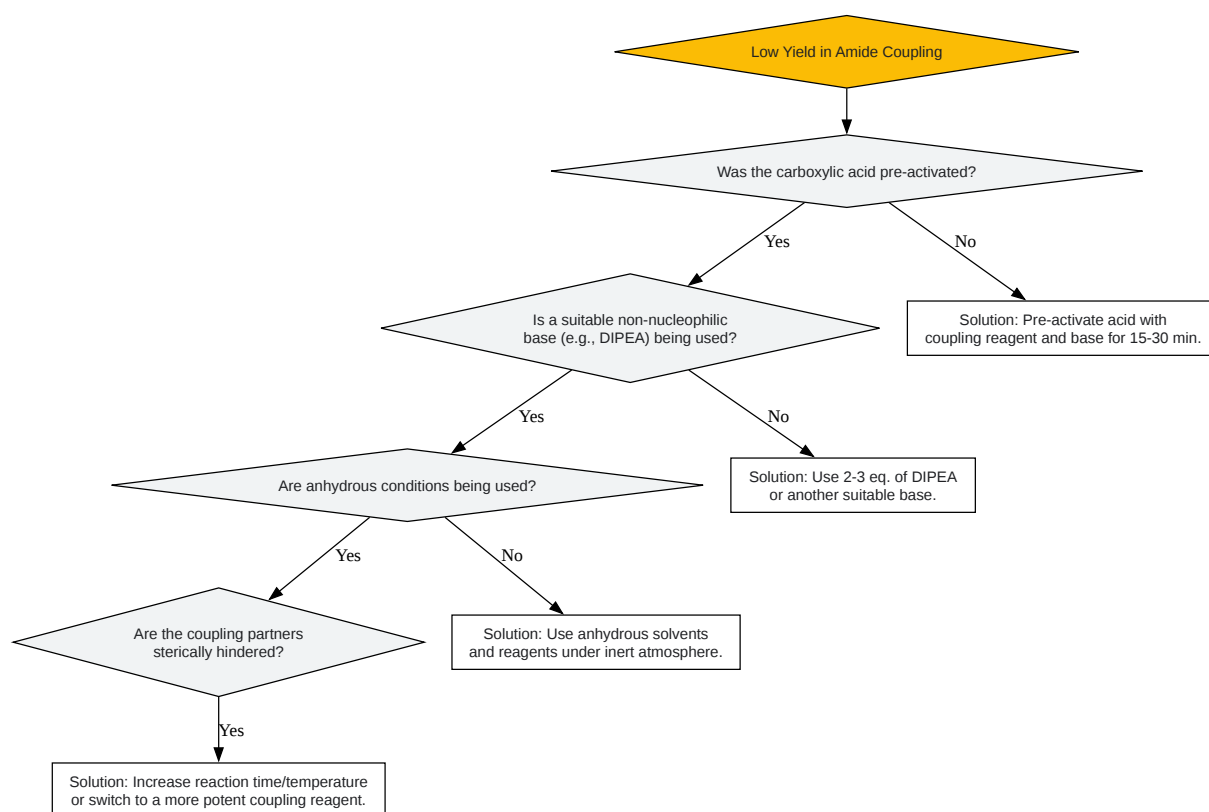 Low Yield in Amide Coupling
Was the carboxylic acid pre-activated?
Yes
No
Is a suitable non-nucleophilic
base (e.g., DIPEA) being used?
Solution: Pre-activate acid with
coupling reagent and base for 15-30 min.
Yes
No
Are anhydrous conditions being used?
Solution: Use 2-3 eq. of DIPEA
or another suitable base.
Yes
No
Are the coupling partners
sterically hindered?
Solution: Use anhydrous solvents
and reagents under inert atmosphere.
Yes
Solution: Increase reaction time/temperature
or switch to a more potent coupling reagent.